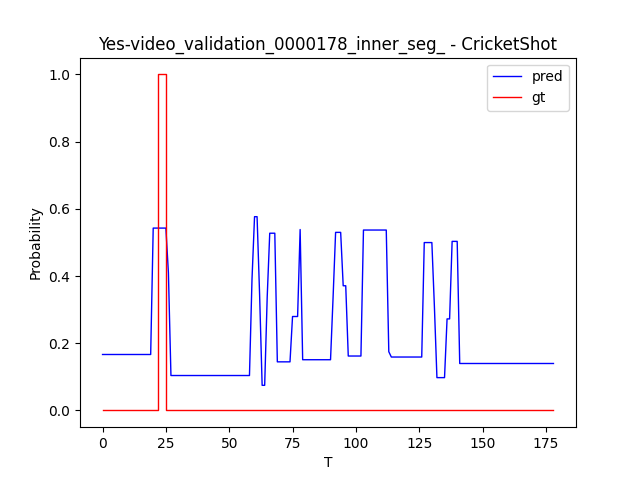 Yes-video_validation_0000178_inner_seg_ - CricketShot
pred
gt
1.0
0.8
0.6
0.4
0.2
0.0
Probability
0
25
50
75
100
125
150
175
T